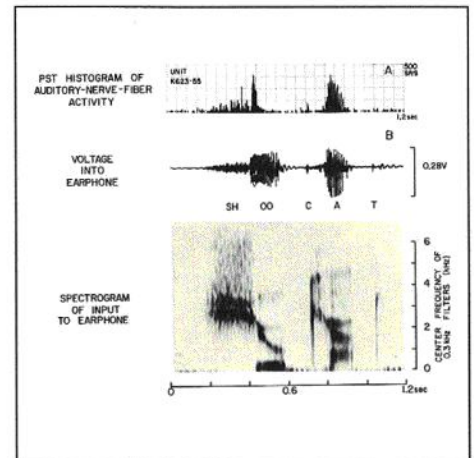 PST HISTOGRAM OF
AUDITORY-NERVE-FIBER
ACTIVITY
UNIT
K623-55
A
500
1.2sec
B
VOLTAGE
INTO
EARPHONE
0.28V
SH OO C A T
SPECTROGRAM
OF INPUT
TO EARPHONE
6
4
2
0
CENTER FREQUENCY OF
FILTERS (kHz)
0.3 kHz
0 0.6 1.2sec